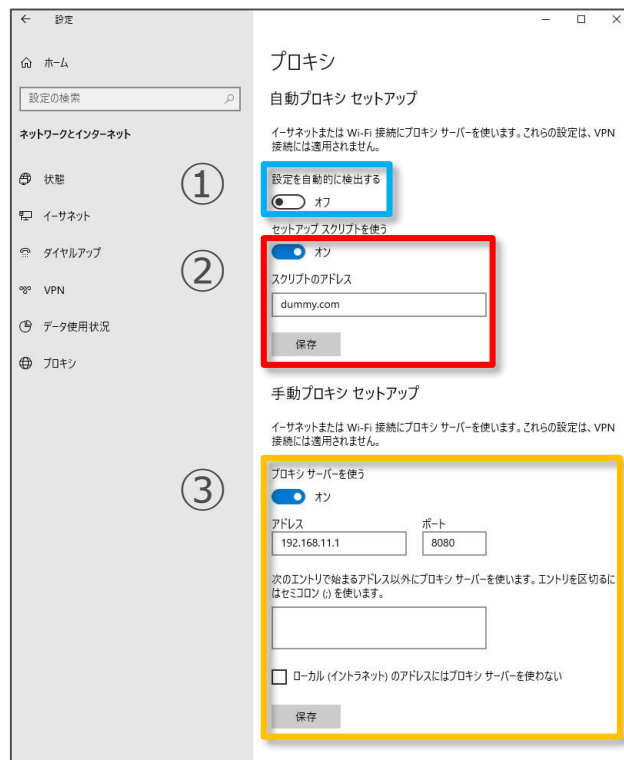 設定
ホーム
設定の検索
ネットワークとインターネット
状態
イーサネット
ダイヤルアップ
VPN
データ使用状況
プロキシ
プロキシ
自動プロキシ セットアップ
イーサネットまたは Wi-Fi 接続にプロキシ サーバーを使います。これらの設定は、VPN
接続には適用されません。
①
設定を自動的に検出する
オフ
セットアップ スクリプトを使う
②
オン
スクリプトのアドレス
dummy.com
保存
手動プロキシ セットアップ
イーサネットまたは Wi-Fi 接続にプロキシ サーバーを使います。これらの設定は、VPN
接続には適用されません。
③
プロキシ サーバーを使う
オン
アドレス
ポート
192.168.11.1
8080
次のエントリで始まるアドレス以外にプロキシ サーバーを使います。エントリを区切るに
はセミコロン (;) を使います。
ローカル (イントラネット) のアドレスにはプロキシ サーバーを使わない
保存